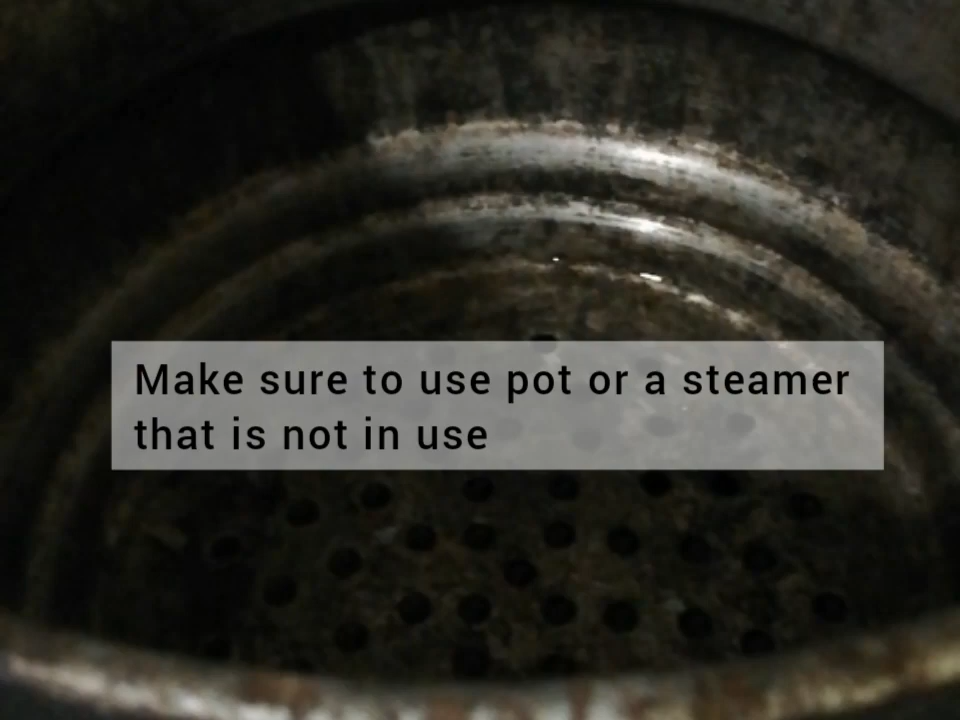 Make sure to use pot or a steamer
that is not in use